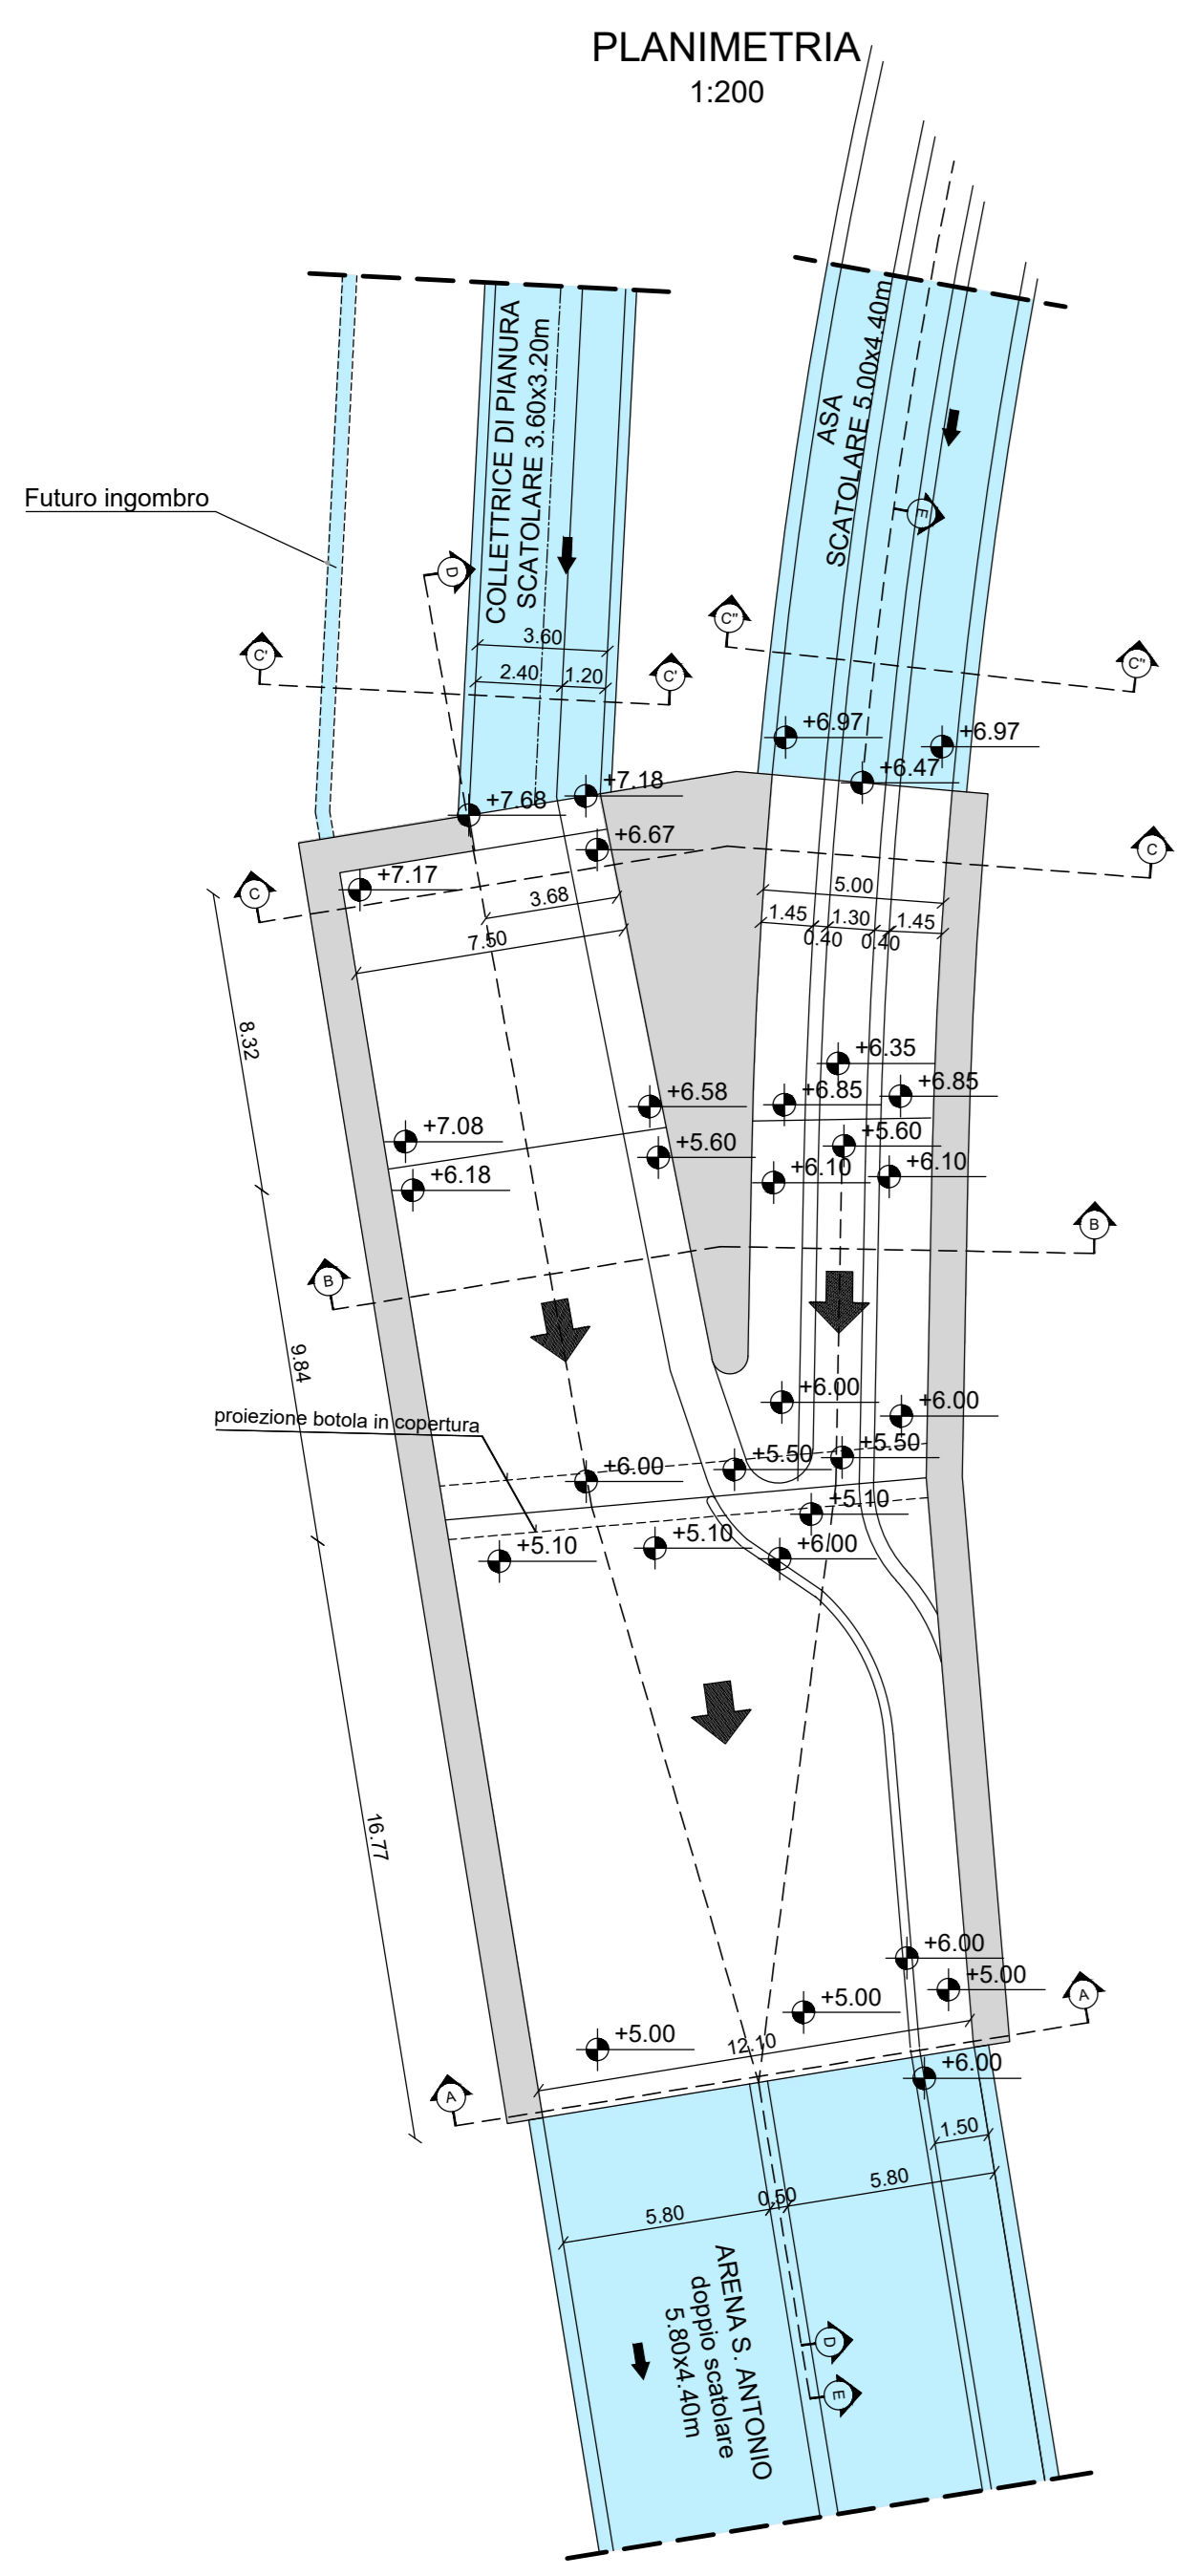 PLANIMETRIA
1:200
COLLETTRICE DI PIANURA
SCATOLARE 3.60x3.20m
ASA
SCATOLARE 5.00x4.40m
Futuro ingombro
D
E
C'
C'
C"
C"
3.60
2.40
1.20
+6.97
+6.97
+6.47
+7.18
+7.68
+6.67
+7.17
C
C
3.68
7.50
5.00
1.45
1.30
1.45
0.40
0.40
8.32
+6.35
+6.58
+6.85
+6.85
+7.08
+5.60
+5.60
+6.18
+6.10
+6.10
B
B
9.84
+6.00
+6.00
proiezione botola in copertura
+6.00
+5.50
+5.50
+5.10
+5.10
+5.10
+6.00
16.77
+6.00
+5.00
+5.00
+5.00
12.10
A
A
+6.00
1.50
5.80
0.50
5.80
ARENA S. ANTONIO
doppio scatolare
5.80x4.40m
D
E